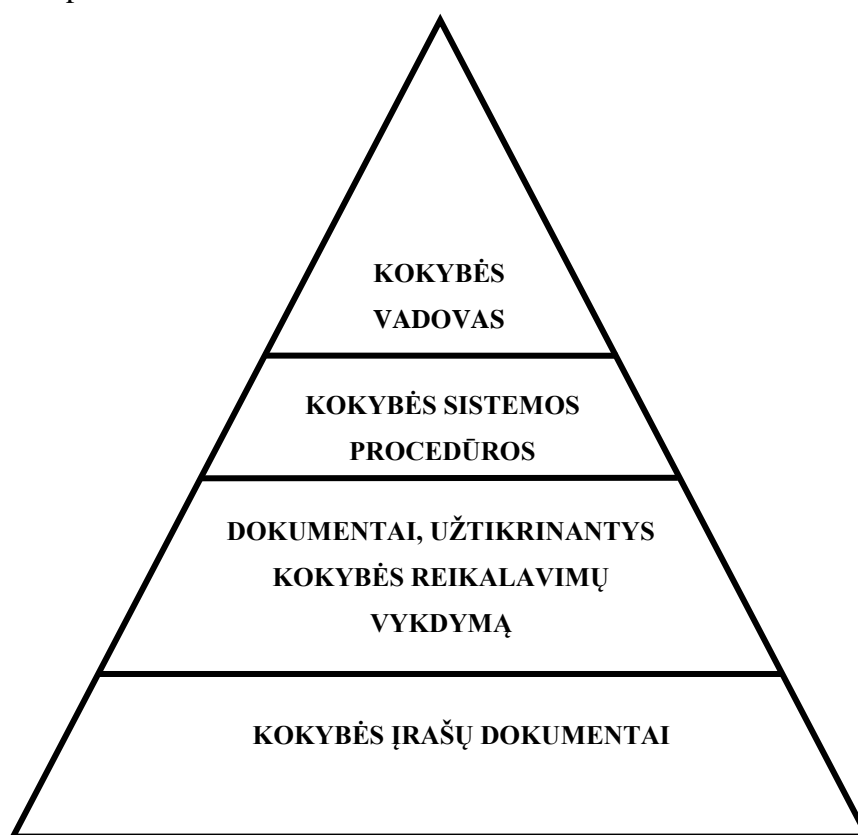 KOKYBĖS
VADOVAS
KOKYBĖS SISTEMOS
PROCEDŪROS
DOKUMENTAI, UŽTIKRINANTYS
KOKYBĖS REIKALAVIMŲ
VYKDYMĄ
KOKYBĖS ĮRAŠŲ DOKUMENTAI